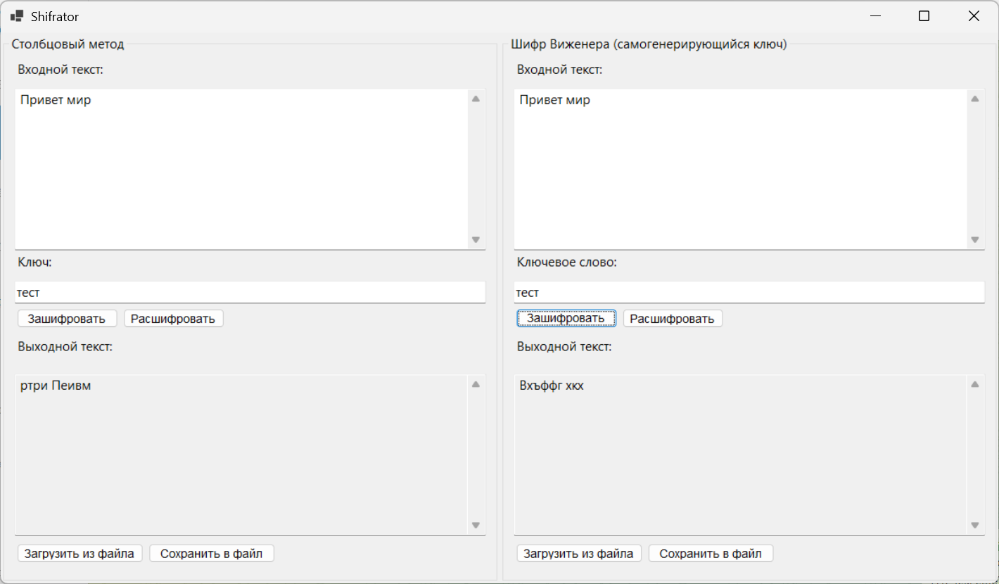 Shifrator
Столбцовый метод
Входной текст:
Привет мир
Ключ:
тест
Зашифровать
Расшифровать
Выходной текст:
ртри Пеивм
Загрузить из файла
Сохранить в файл
Шифр Виженера (самогенерирующийся ключ)
Входной текст:
Привет мир
Ключевое слово:
тест
Зашифровать
Расшифровать
Выходной текст:
Вхъффг хкх
Загрузить из файла
Сохранить в файл